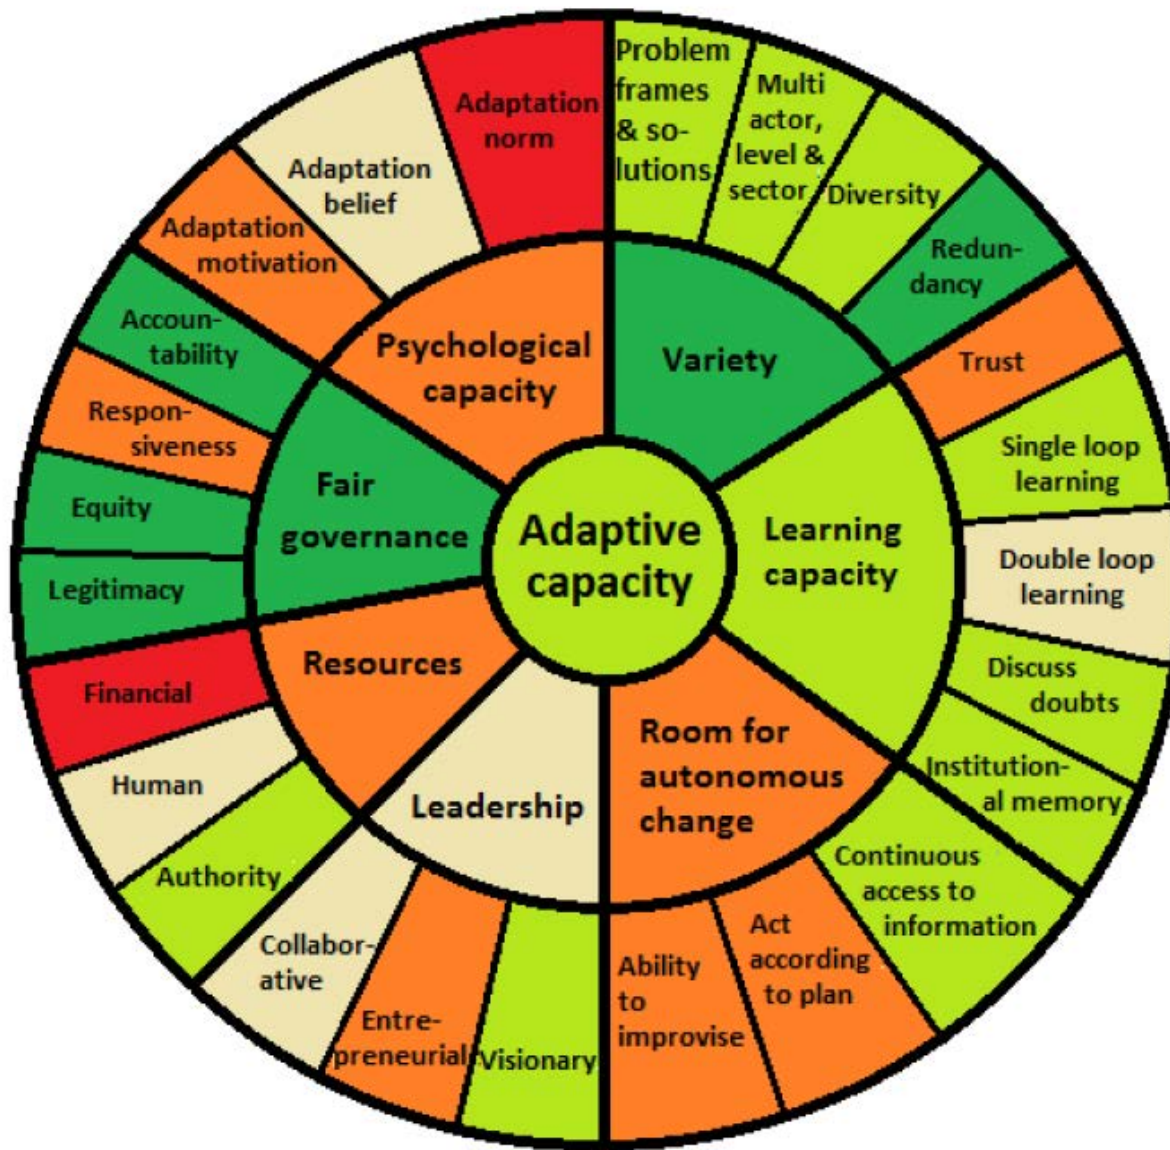 Adaptive
capacity
Variety
Problem
frames
& so-
lutions
Multi
actor,
level &
sector
Diversity
Redun-
dancy
Learning
capacity
Trust
Single loop
learning
Double loop
learning
Discuss
doubts
Institution-
al memory
Room for
autonomous
change
Continuous
access to
information
Act
according
to plan
Ability
to
improvise
Leadership
Visionary
Entre-
preneurial
Collabor-
ative
Resources
Authority
Human
Financial
Fair
governance
Legitimacy
Equity
Respon-
siveness
Accoun-
tability
Psychological
capacity
Adaptation
motivation
Adaptation
belief
Adaptation
norm